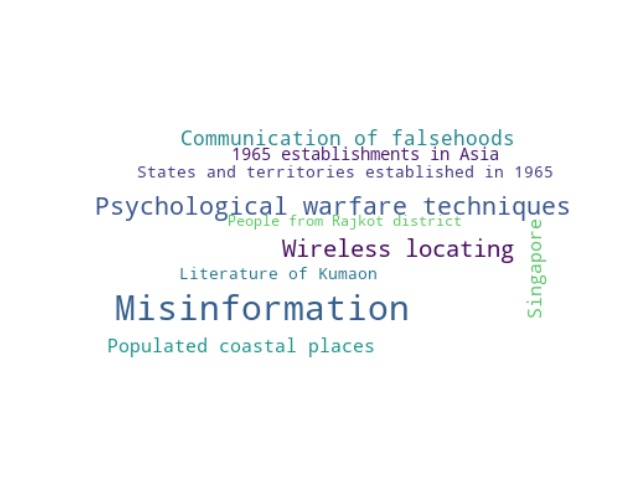 Communication of falsehoods
1965 establishments in Asia
States and territories established in 1965
Psychological warfare techniques
People from Rajkot district
Wireless locating
Singapore
Literature of Kumaon
Misinformation
Populated coastal places